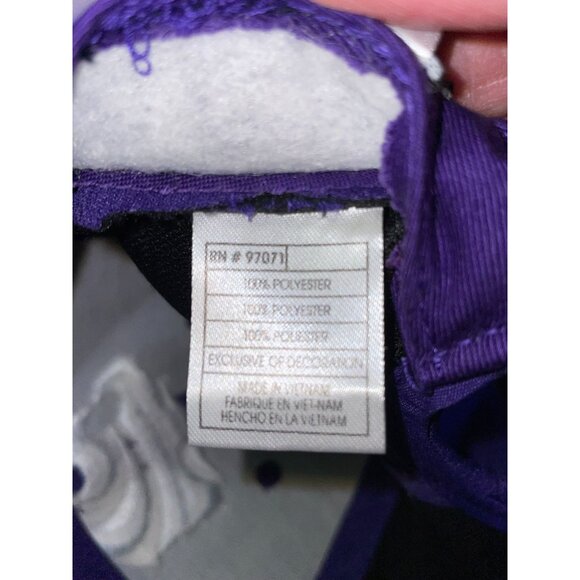 RN # 97071
100% POLYESTER
100% POLYESTER
100% POLIESTER
EXCLUSIVE OF DECORATION
MADE IN VIETNAM
FABRIQUE EN VIET-NAM
HENCHO EN LA VIETNAM